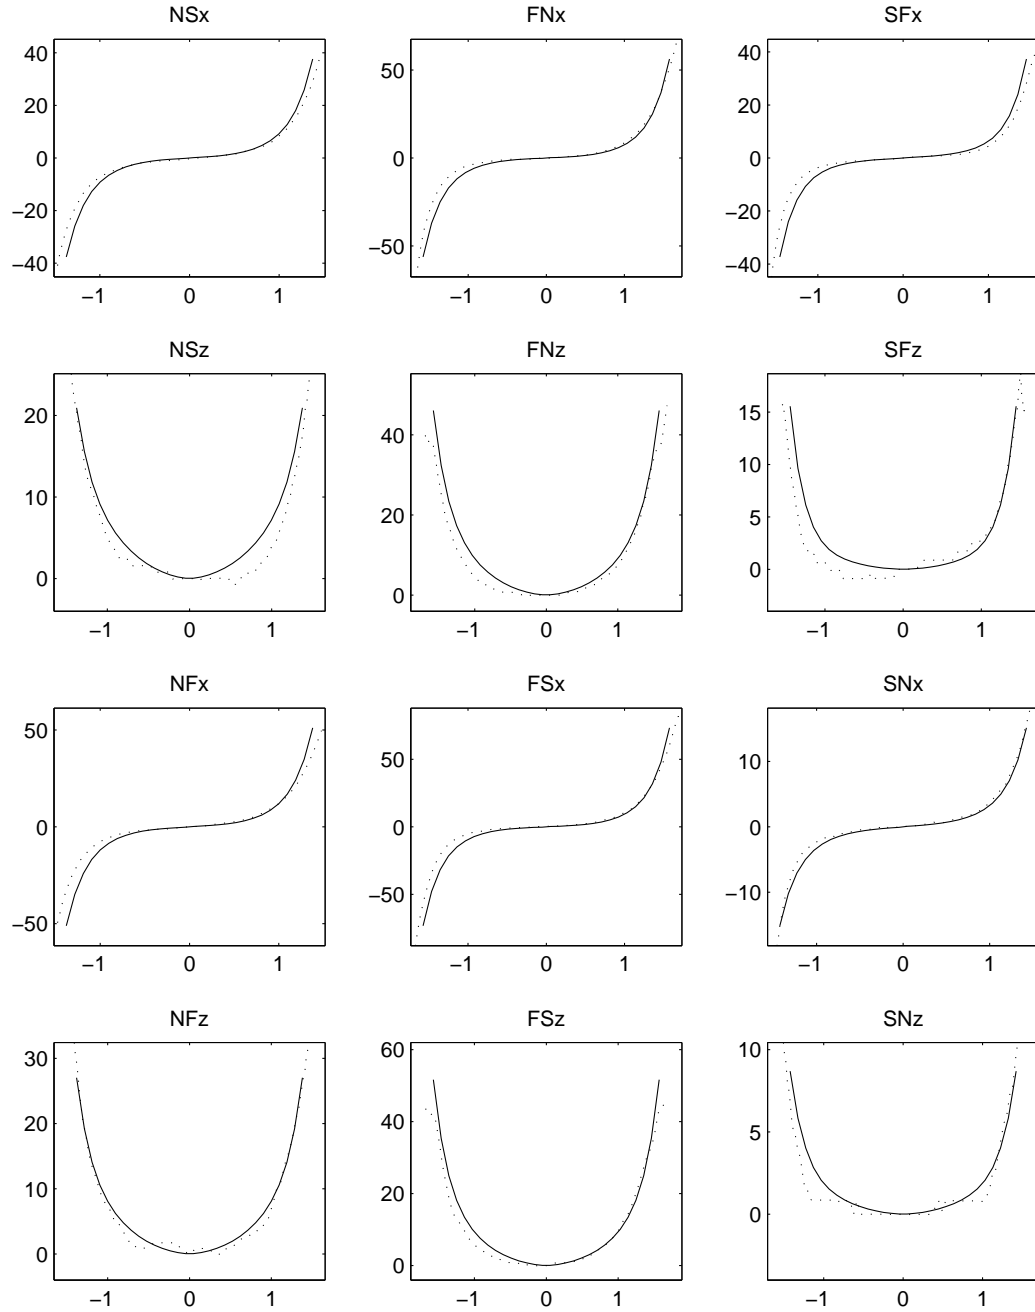 NSx FNx SFx
40 50 40
20 20
0 0 0
−20 −20
−40 −50 −40
−1 0 1 −1 0 1 −1 0 1
NSz FNz SFz
20 40 15
10 20 10
5
0 0 0
−1 0 1 −1 0 1 −1 0 1
NFx FSx SNx
50 50 10
0 0 0
−50 −50 −10
−1 0 1 −1 0 1 −1 0 1
NFz FSz SNz
30 60 10
20 40 5
10 20
0 0 0
−1 0 1 −1 0 1 −1 0 1